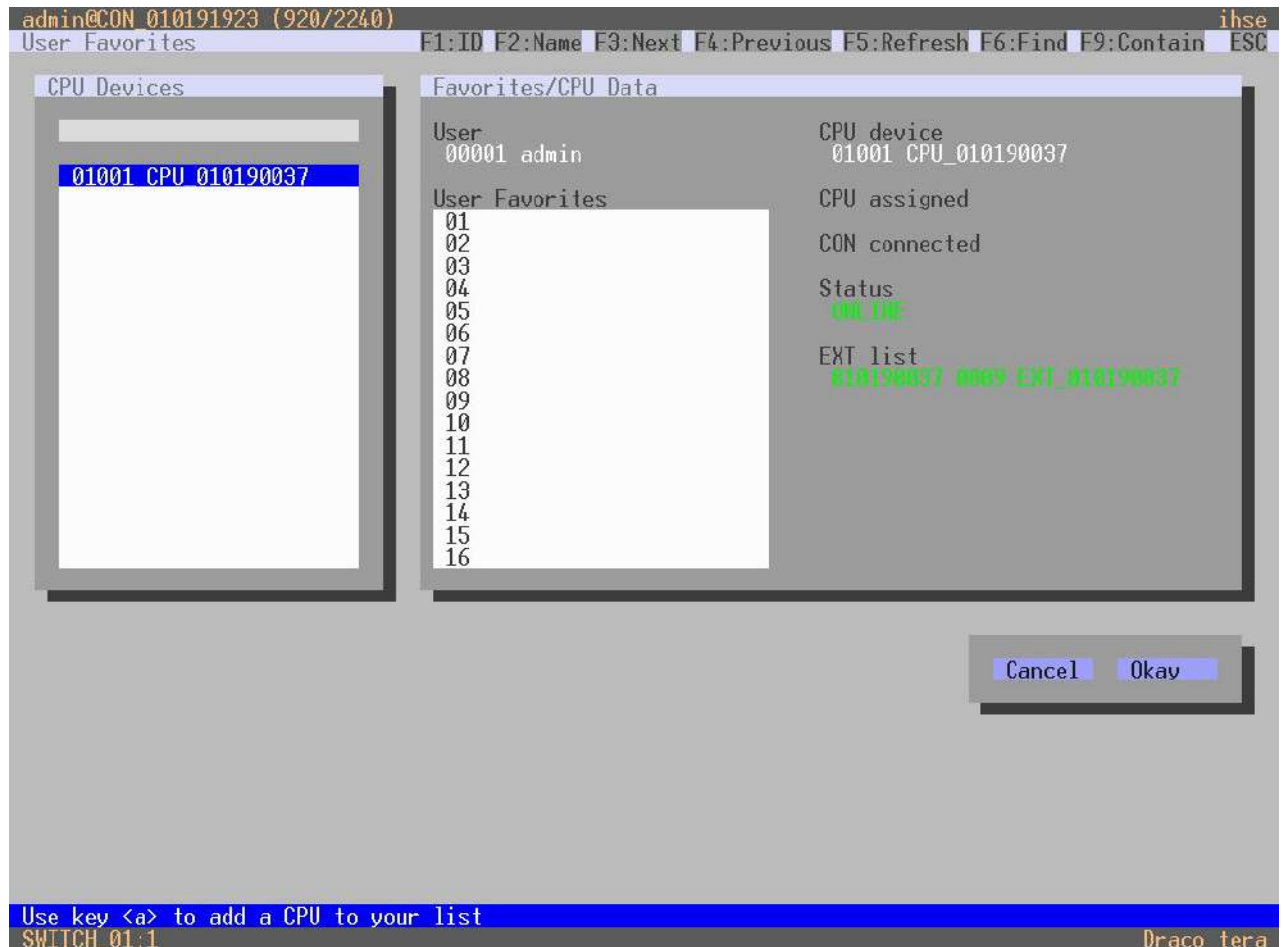 admin@CON_010191923 (920/2240) ihse
User Favorites F1:ID F2:Name F3:Next F4:Previous F5:Refresh F6:Find F9:Contain ESC
CPU Devices
01001 CPU_010190037
Favorites/CPU Data
User
00001 admin
User Favorites
01
02
03
04
05
06
07
08
09
10
11
12
13
14
15
16
CPU device
01001 CPU_010190037
CPU assigned
CON connected
Status
ONLINE
EXT list
010190037 0009 EXT_010190037
Cancel Okay
Use key <a> to add a CPU to your list
SWITCH_01:1 Draco tera